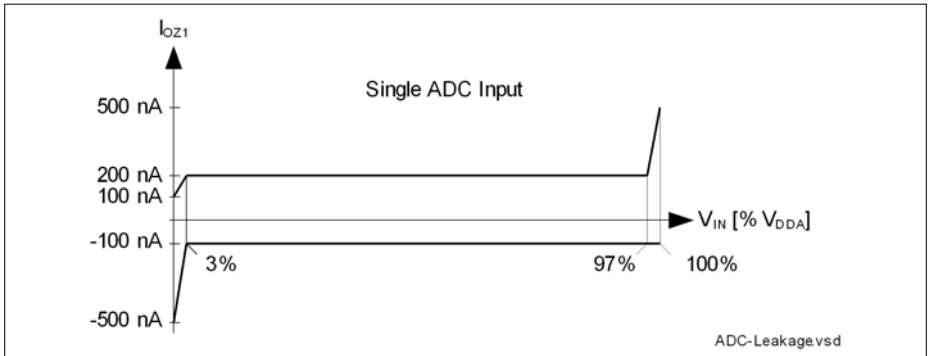 IOZ1
Single ADC Input
500 nA
200 nA
100 nA
VIN [% VDDA]
-100 nA
3%
97%
100%
-500 nA
ADC-Leakage.vsd